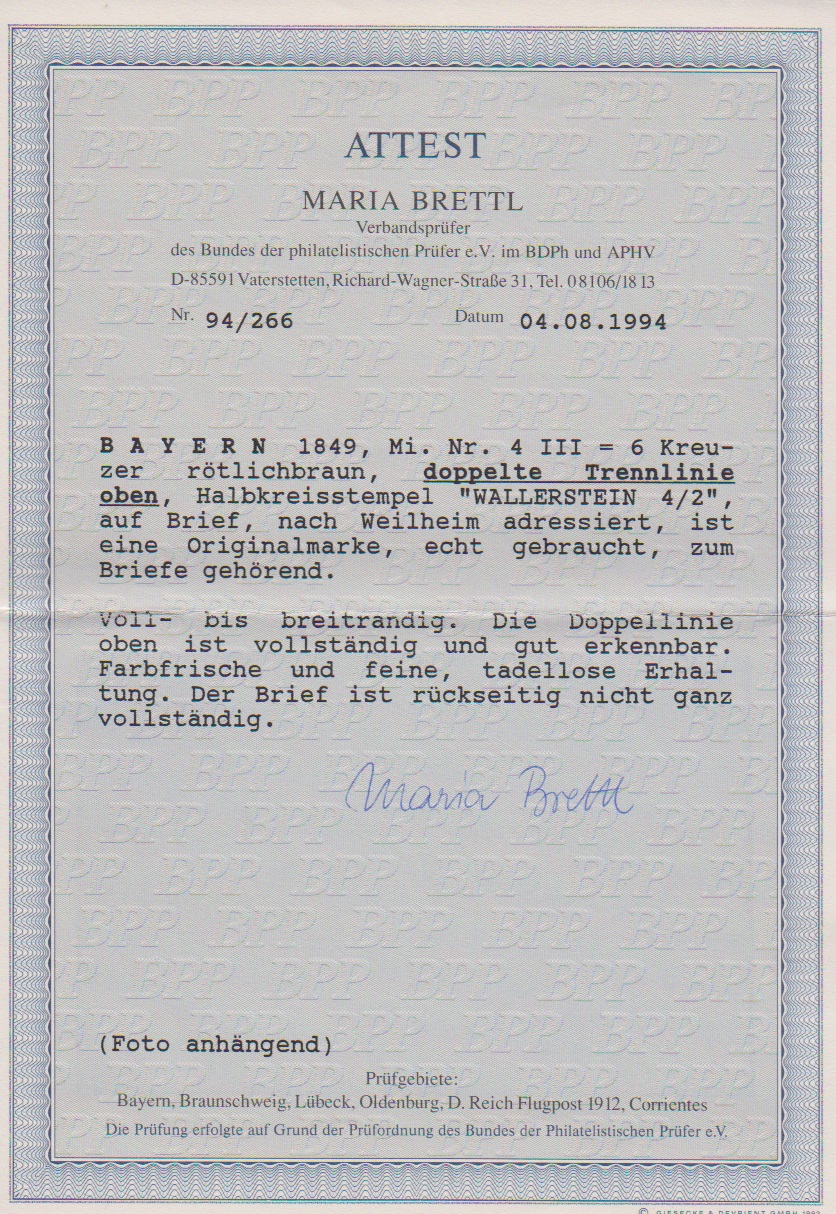 ATTEST
MARIA BRETTL
Verbandsprüfer
des Bundes der philatelistischen Prüfer e.V. im BDPh und APHV
D-85591 Vaterstetten, Richard-Wagner-Straße 31, Tel. 08106/18 13
Nr. 94/266 Datum 04.08.1994
B A Y E R N 1849, Mi. Nr. 4 III = 6 Kreu-
zer rötlichbraun, doppelte Trennlinie
oben, Halbkreisstempel "WALLERSTEIN 4/2",
auf Brief, nach Weilheim adressiert, ist
eine Originalmarke, echt gebraucht, zum
Briefe gehörend.
Voll- bis breitrandig. Die Doppellinie
oben ist vollständig und gut erkennbar.
Farbfrische und feine, tadellose Erhal-
tung. Der Brief ist rückseitig nicht ganz
vollständig.
Maria Brettl
(Foto anhängend)
Prüfgebiete:
Bayern, Braunschweig, Lübeck, Oldenburg, D. Reich Flugpost 1912, Corrientes
Die Prüfung erfolgte auf Grund der Prüfordnung des Bundes der Philatelistischen Prüfer e.V.
© GIESECKE & DEVRIENT GMBH